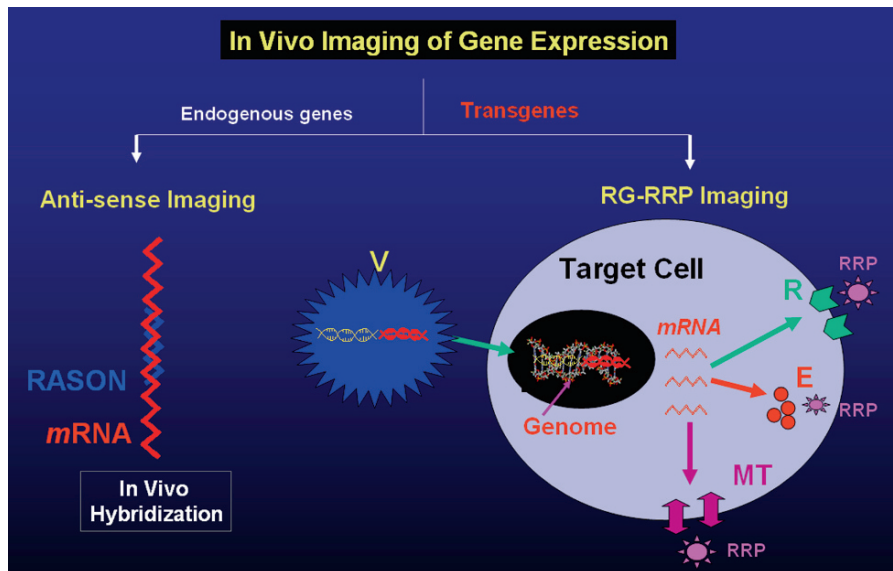 In Vivo Imaging of Gene Expression
Endogenous genes
Transgenes
Anti-sense Imaging
RG-RRP Imaging
V
Target Cell
RRP
R
mRNA
RASON
E
RRP
mRNA
Genome
MT
In Vivo
Hybridization
RRP